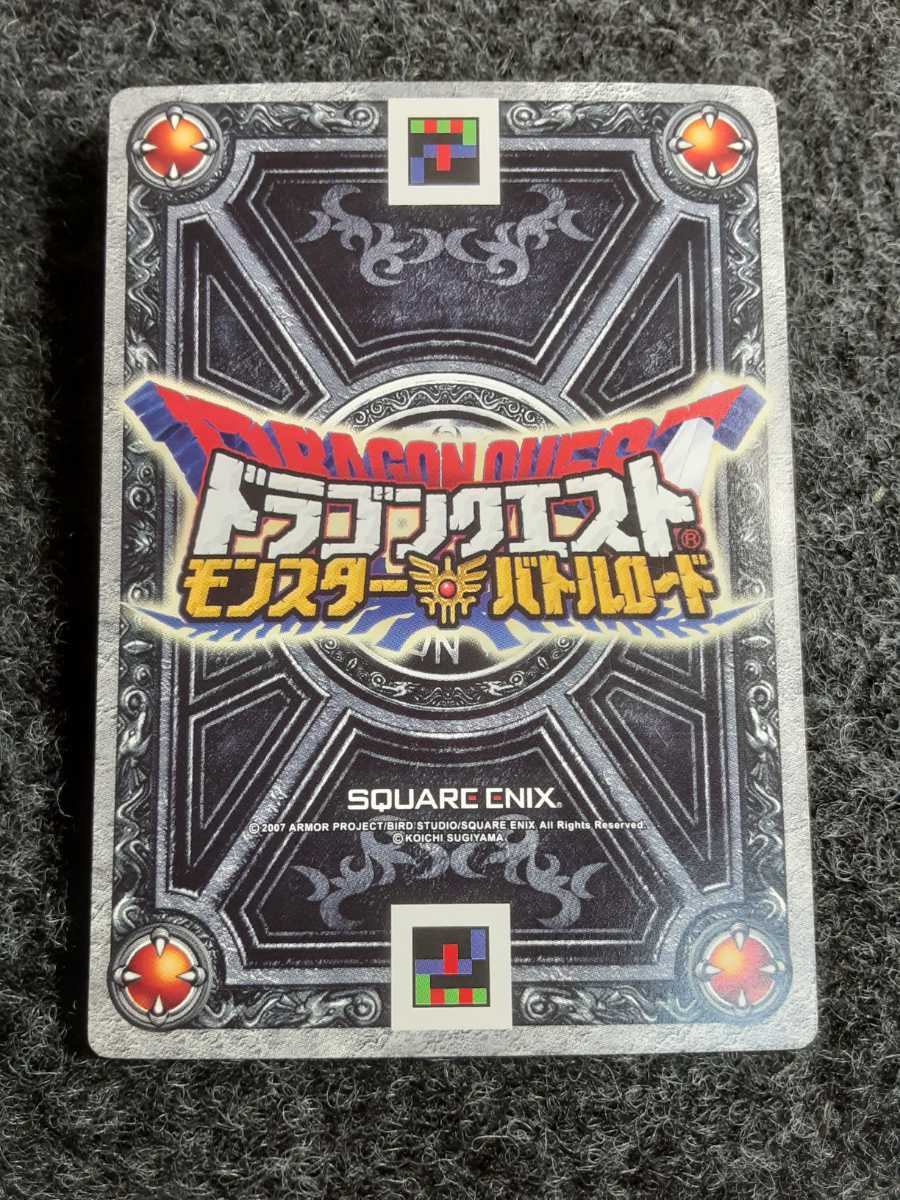 DRAGON QUEST
ドラゴンクエスト®
モンスターバトルロード
SQUARE ENIX®
©2007 ARMOR PROJECT/BIRD STUDIO/SQUARE ENIX All Rights Reserved.
©KOICHI SUGIYAMA